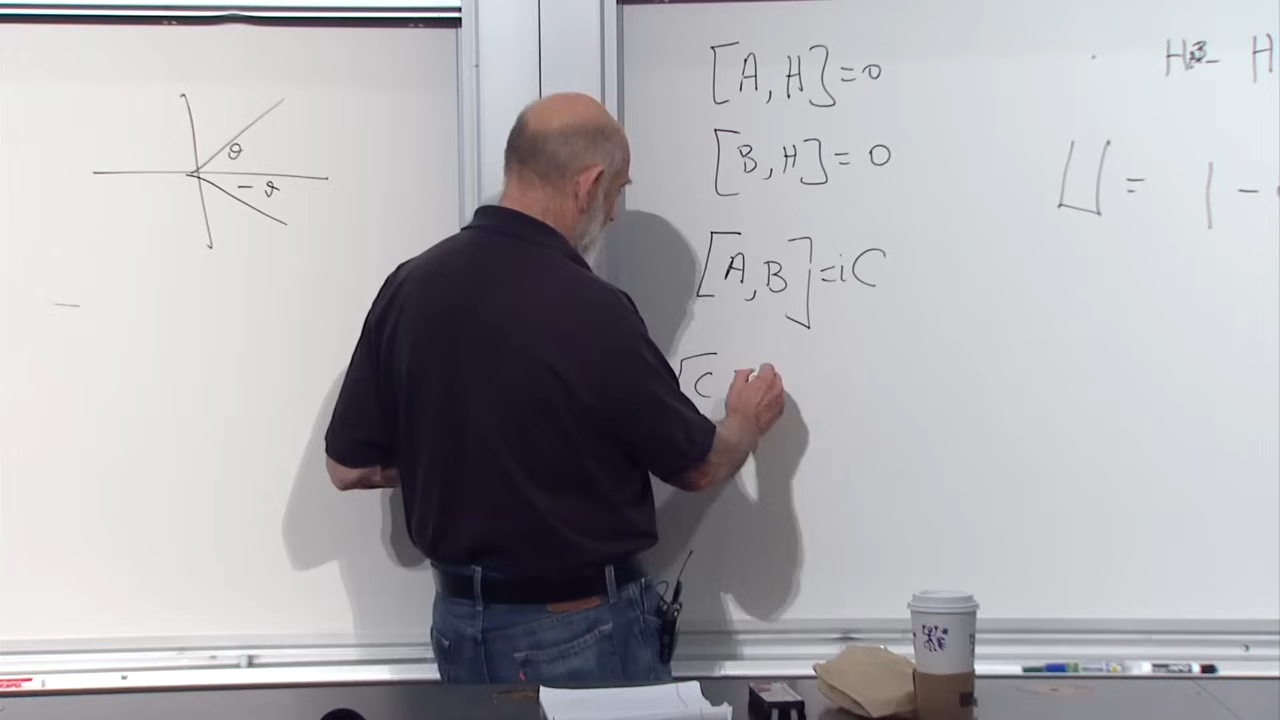 θ
- θ
[A, H] = 0
[B, H] = 0
[A, B] = iC
[C
H
U = 1 -